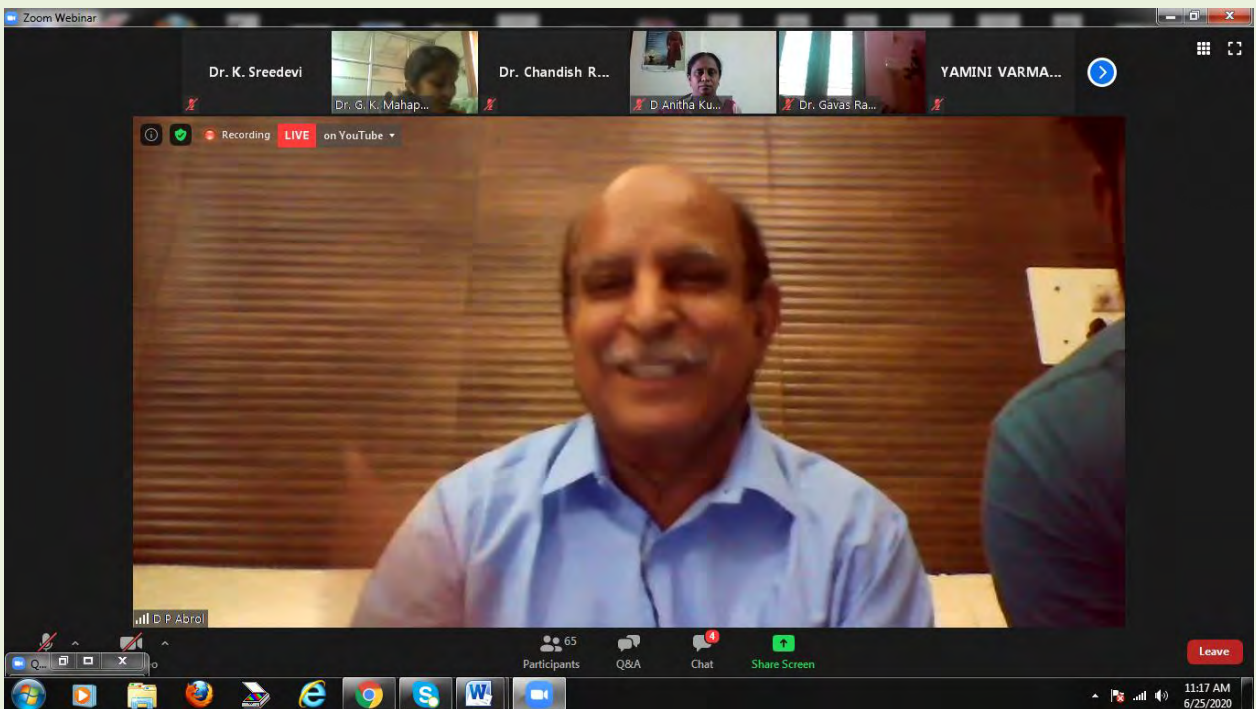 Zoom Webinar
Dr. K. Sreedevi
Dr. G. K. Mahap...
Dr. Chandish R...
D Anitha Ku...
Dr. Gavas Ra...
YAMINI VARMA...
Recording LIVE on YouTube
D P Abrol
65
Participants
Q&A
4
Chat
Share Screen
Leave
Q...
11:17 AM
6/25/2020